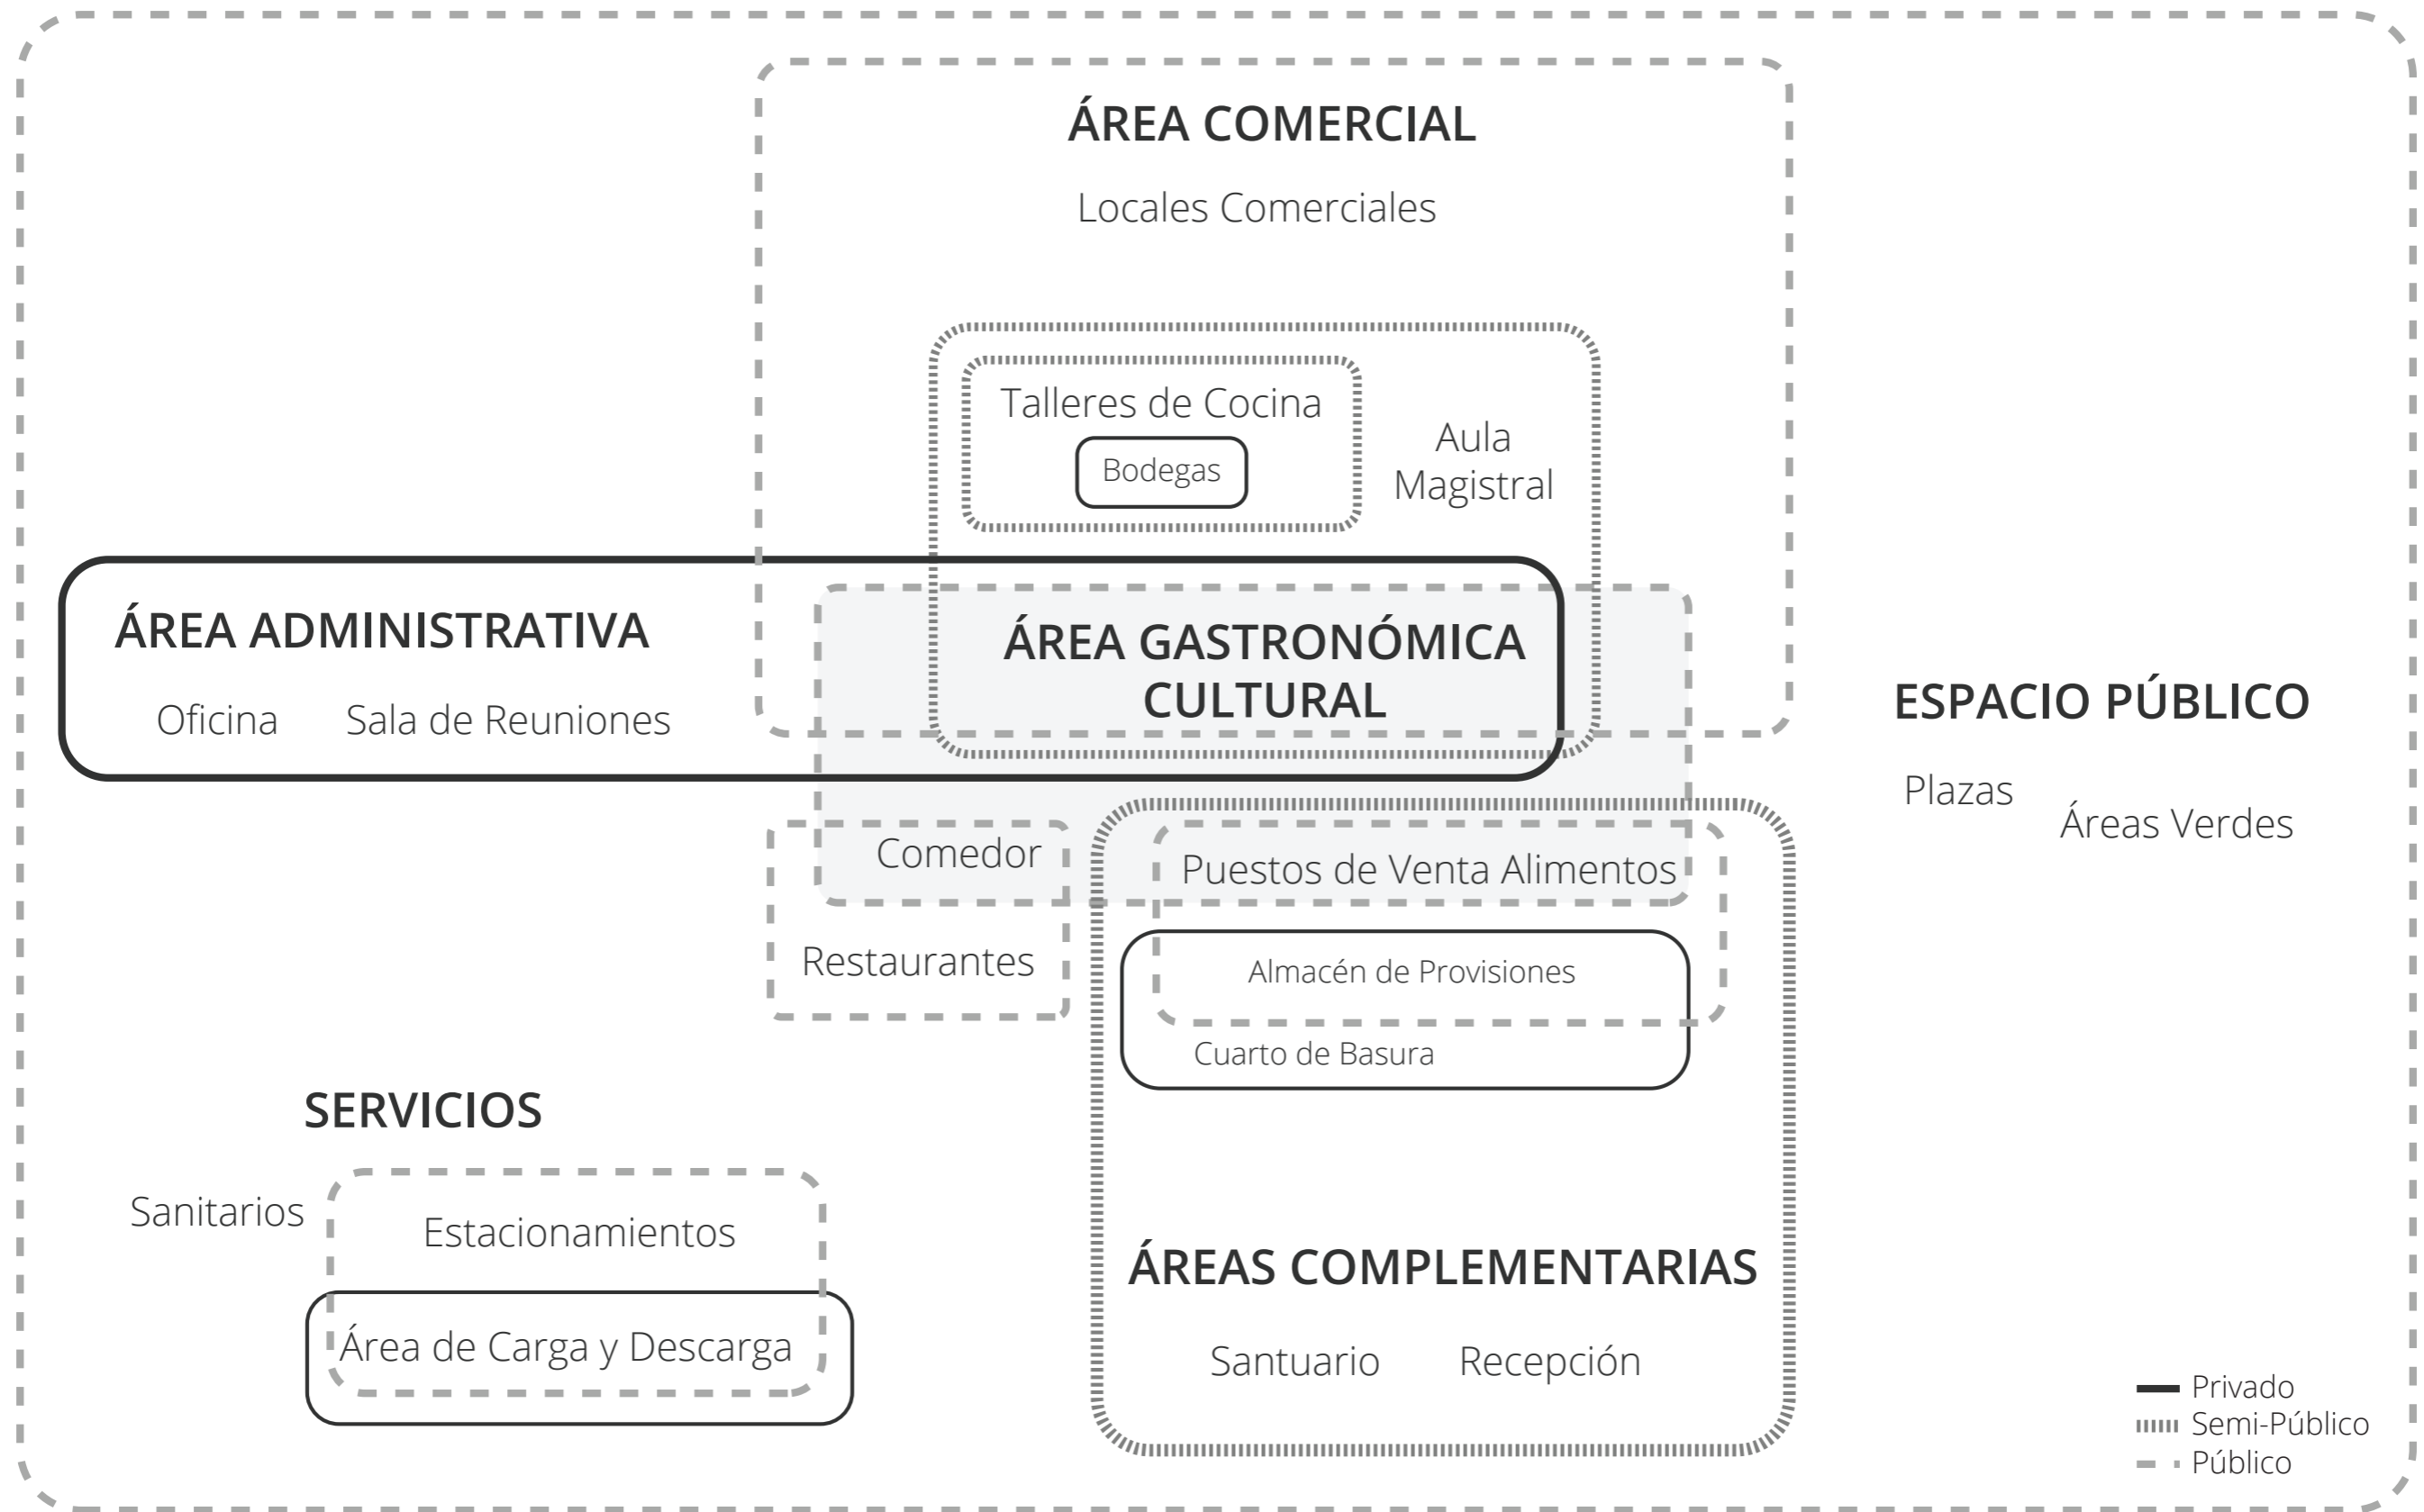 ÁREA COMERCIAL
Locales Comerciales
Talleres de Cocina
Bodegas
Aula
Magistral
ÁREA ADMINISTRATIVA
Oficina
Sala de Reuniones
ÁREA GASTRONÓMICA
CULTURAL
ESPACIO PÚBLICO
Plazas
Áreas Verdes
Comedor
Restaurantes
Puestos de Venta Alimentos
Almacén de Provisiones
Cuarto de Basura
SERVICIOS
Sanitarios
Estacionamientos
Área de Carga y Descarga
ÁREAS COMPLEMENTARIAS
Santuario
Recepción
Privado
Semi-Público
Público